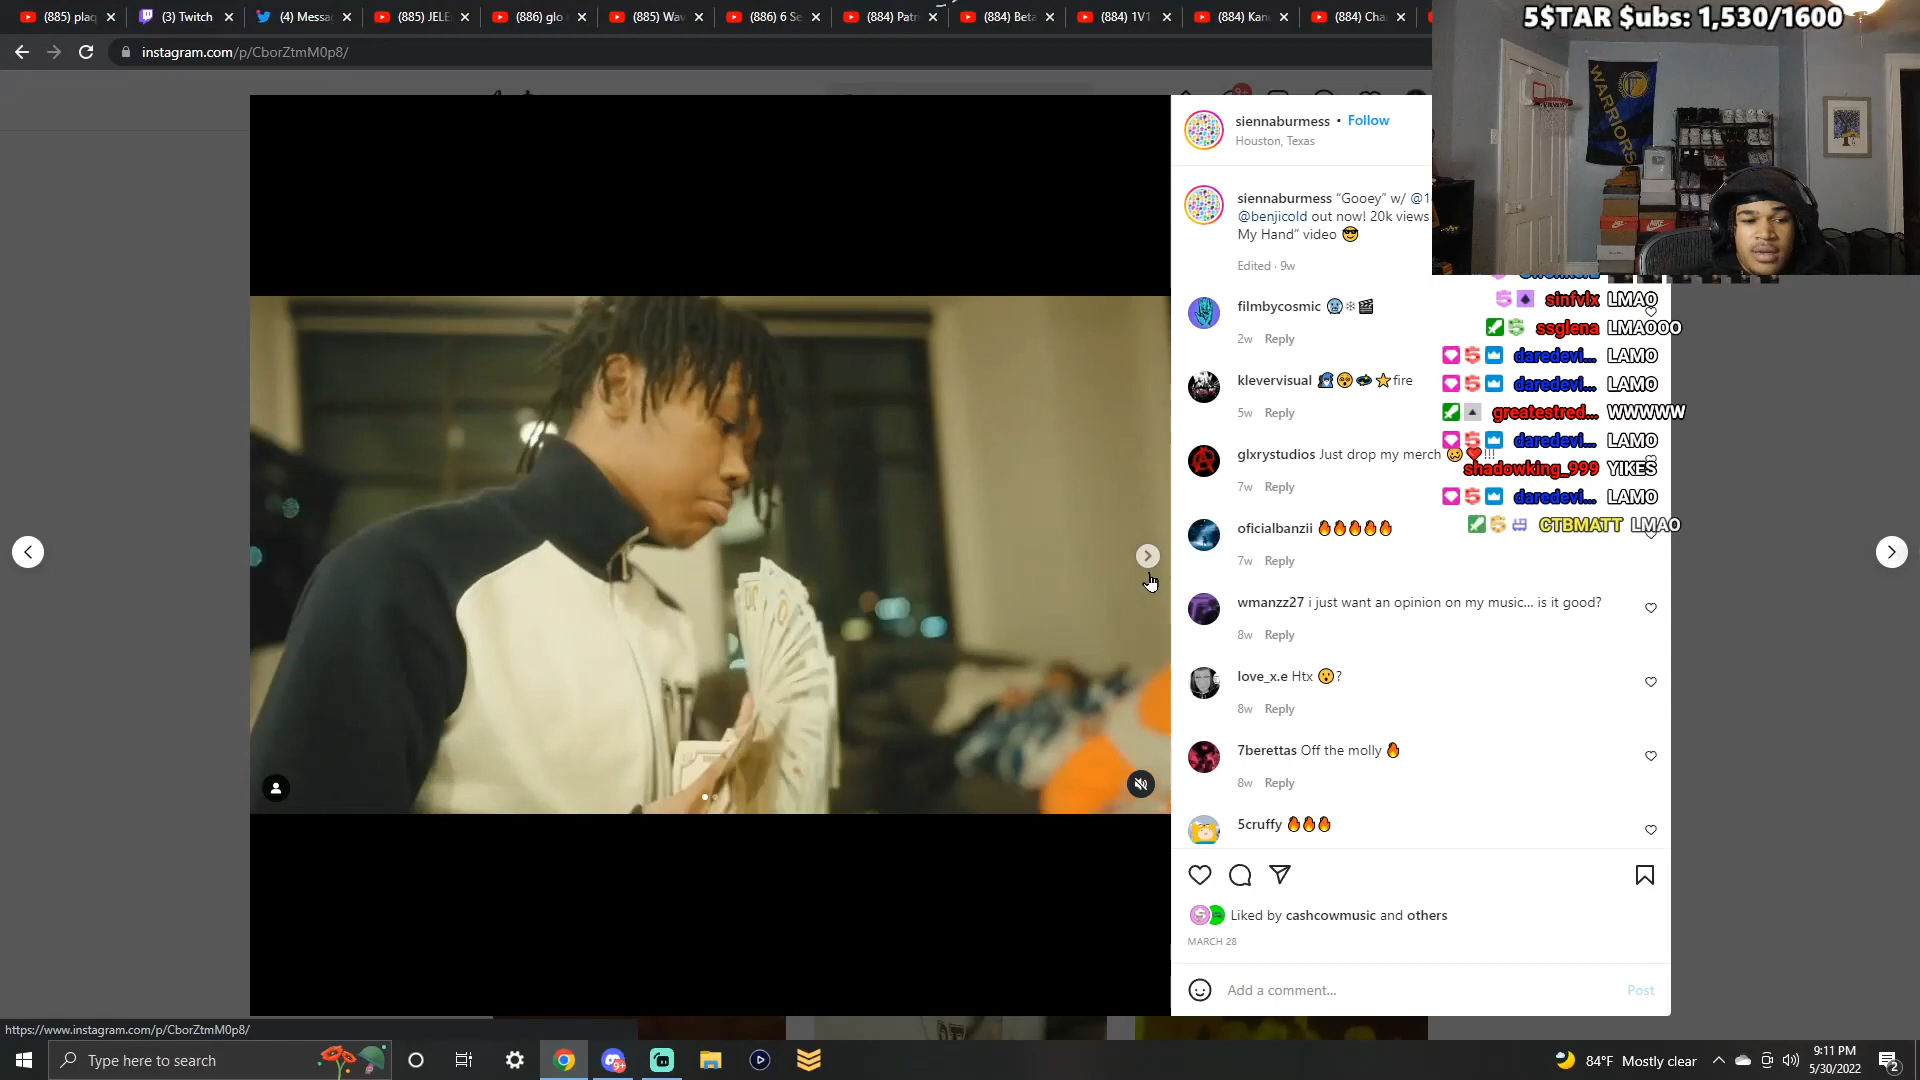 (885) plaq
(3) Twitch
(4) Messa
(885) JELE
(886) glo
(885) Wav
(886) 6 Se
(884) Patr
(884) Beta
(884) 1V1
(884) Kan
(884) Cha
5$TAR $ubs: 1,530/1600
instagram.com/p/CborZtmM0p8/
WARRIORS
siennaburmess • Follow
Houston, Texas
siennaburmess “Gooey” w/
@benjicold out now! 20k views
My Hand” video 😎
Edited · 9w
filmbycosmic 🥶❄🎬
2w Reply
klevervisual fire
5w Reply
glxrystudios Just drop my merch 🥴❤️!!!
7w Reply
oficialbanzii 🔥🔥🔥🔥🔥
7w Reply
wmanzz27 i just want an opinion on my music... is it good?
8w Reply
love_x.e Htx 😮?
8w Reply
7berettas Off the molly 🔥
8w Reply
5cruffy 🔥🔥🔥
sinfvlx LMAO
ssglena LMAOOO
daredevi... LAMO
daredevi... LAMO
greatestred... WWWWW
daredevi... LAMO
shadowking_999 YIKES
daredevi... LAMO
CTBMATT LMAO
Liked by cashcowmusic and others
MARCH 28
Add a comment...
Post
https://www.instagram.com/p/CborZtmM0p8/
Type here to search
84°F Mostly clear
9:11 PM
5/30/2022
2